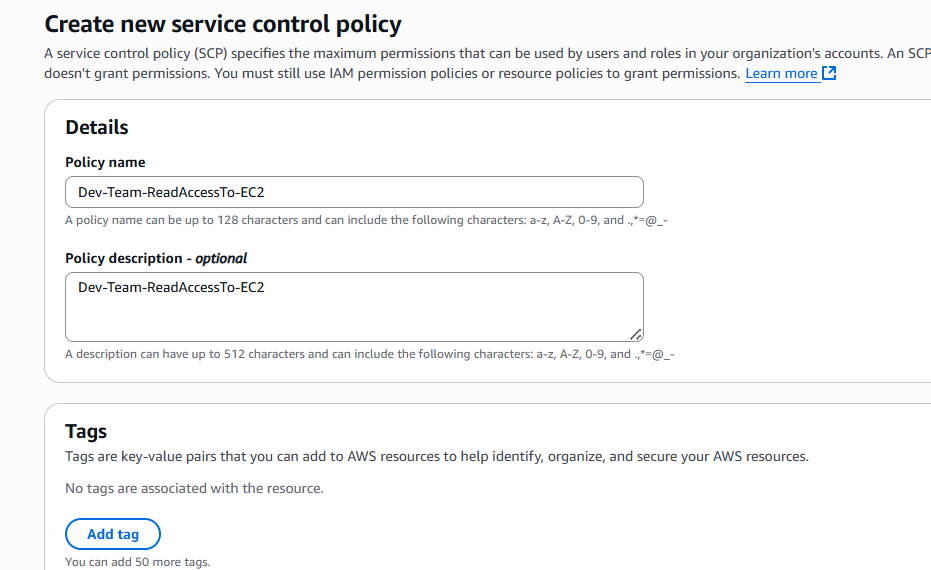 Create new service control policy
A service control policy (SCP) specifies the maximum permissions that can be used by users and roles in your organization's accounts. An SCP
doesn't grant permissions. You must still use IAM permission policies or resource policies to grant permissions. Learn more
Details
Policy name
Dev-Team-ReadAccessTo-EC2
A policy name can be up to 128 characters and can include the following characters: a-z, A-Z, 0-9, and .,*=@_-
Policy description - optional
Dev-Team-ReadAccessTo-EC2
A description can have up to 512 characters and can include the following characters: a-z, A-Z, 0-9, and .,*=@_-
Tags
Tags are key-value pairs that you can add to AWS resources to help identify, organize, and secure your AWS resources.
No tags are associated with the resource.
Add tag
You can add 50 more tags.